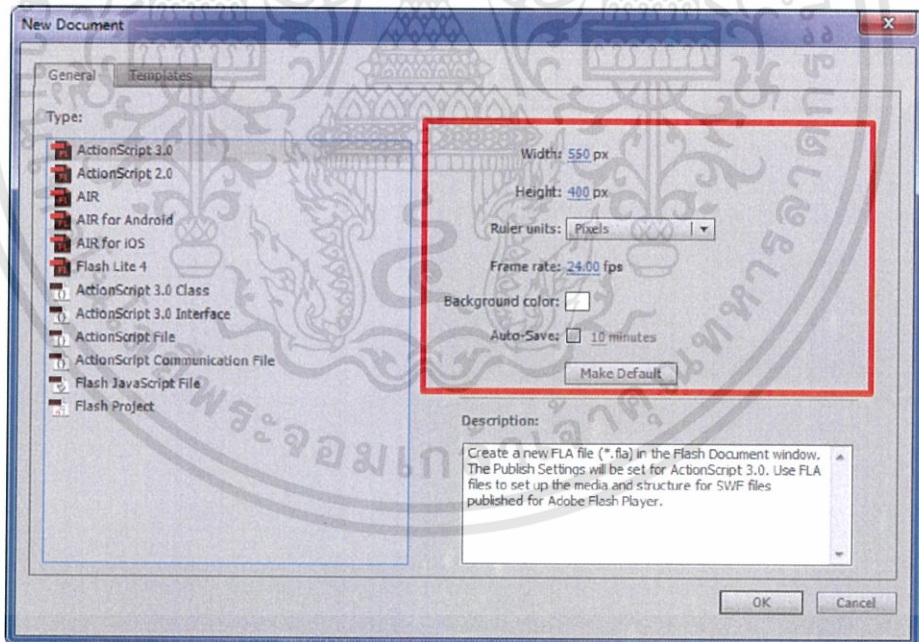 New Document
General
Templates
Type:
ActionScript 3.0
ActionScript 2.0
AIR
AIR for Android
AIR for iOS
Flash Lite 4
ActionScript 3.0 Class
ActionScript 3.0 Interface
ActionScript File
ActionScript Communication File
Flash JavaScript File
Flash Project
Width: 550 px
Height: 400 px
Ruler units: Pixels
Frame rate: 24.00 fps
Background color:
Auto-Save: 10 minutes
Make Default
Description:
Create a new FLA file (*.fla) in the Flash Document window.
The Publish Settings will be set for ActionScript 3.0. Use FLA
files to set up the media and structure for SWF files
published for Adobe Flash Player.
OK
Cancel